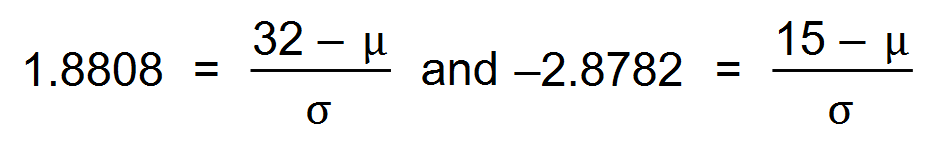 1.8808 = (32 – μ)/σ and –2.8782 = (15 – μ)/σ